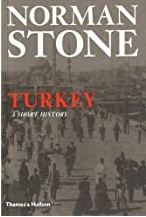 NORMAN
STONE
TURKEY
A SHORT HISTORY
Thames & Hudson